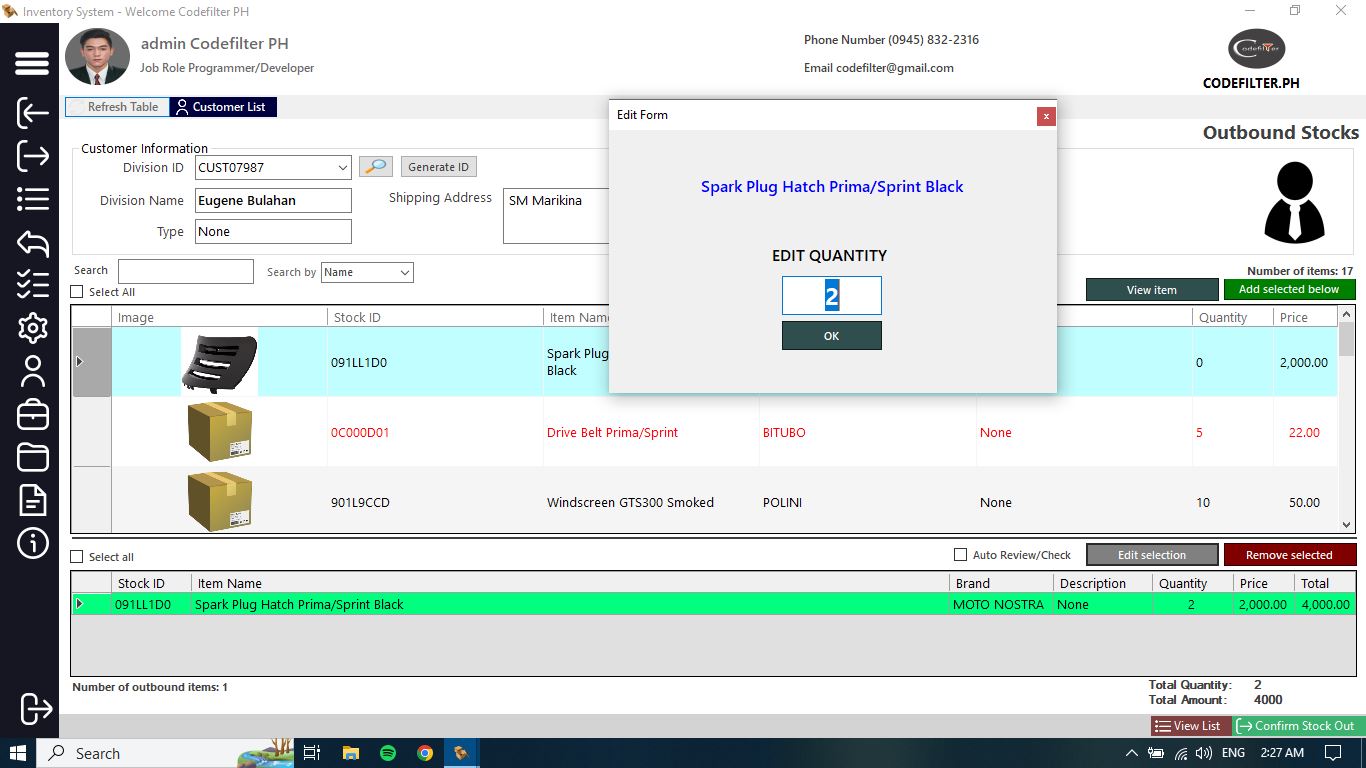 Inventory System - Welcome Codefilter PH
admin Codefilter PH
Job Role Programmer/Developer
Phone Number (0945) 832-2316
Email codefilter@gmail.com
Codefilter
CODEFILTER.PH
Refresh Table
Customer List
Outbound Stocks
Customer Information
Division ID CUST07987 Generate ID
Division Name Eugene Bulahan
Shipping Address SM Marikina
Type None
Edit Form x
Spark Plug Hatch Prima/Sprint Black
EDIT QUANTITY
2
OK
Search Search by Name
Number of items: 17
Select All
View item
Add selected below
Image Stock ID Item Name Quantity Price
091LL1D0 Spark Plug
Black 0 2,000.00
0C000D01 Drive Belt Prima/Sprint BITUBO None 5 22.00
901L9CCD Windscreen GTS300 Smoked POLINI None 10 50.00
Select all
Auto Review/Check
Edit selection
Remove selected
Stock ID Item Name Brand Description Quantity Price Total
091LL1D0 Spark Plug Hatch Prima/Sprint Black MOTO NOSTRA None 2 2,000.00 4,000.00
Number of outbound items: 1
Total Quantity: 2
Total Amount: 4000
View List
Confirm Stock Out
Search
ENG
2:27 AM